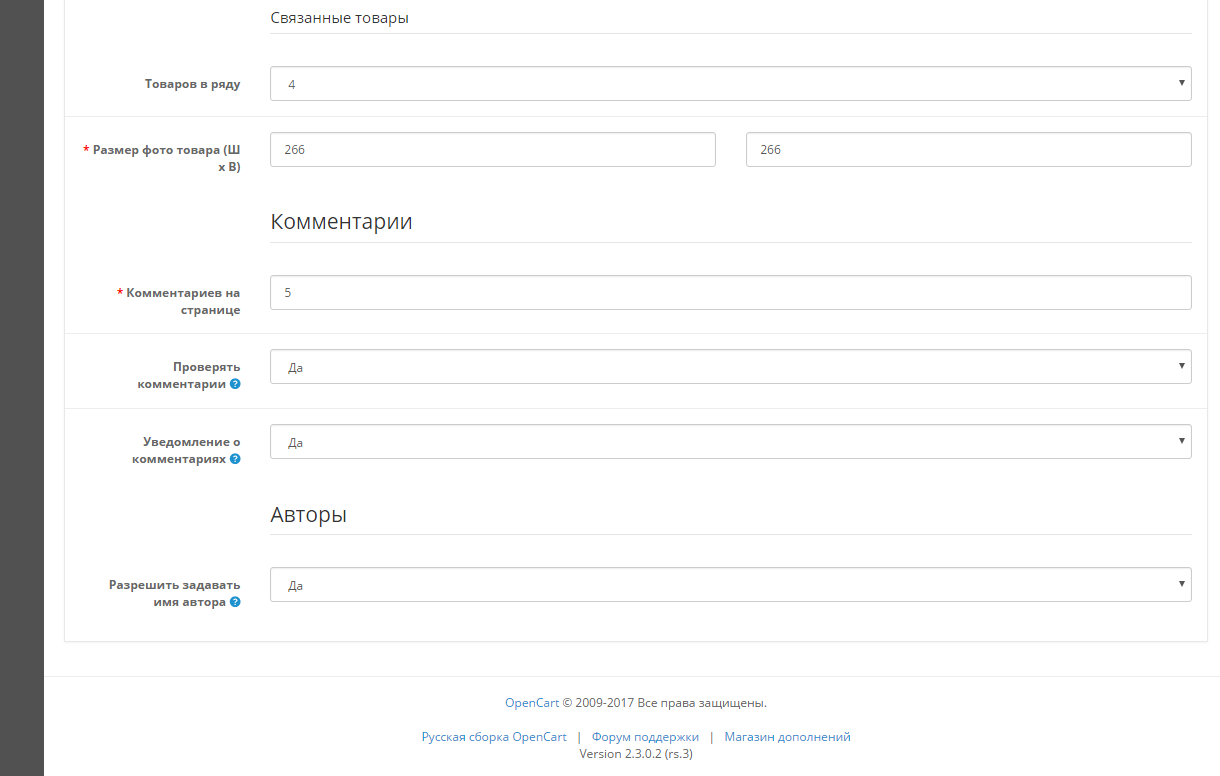 Связанные товары
Товаров в ряду
4
* Размер фото товара (Ш
х В)
266
266
Комментарии
* Комментариев на
странице
5
Проверять
комментарии ?
Да
Уведомление о
комментариях ?
Да
Авторы
Разрешить задавать
имя автора ?
Да
OpenCart © 2009-2017 Все права защищены.
Русская сборка OpenCart | Форум поддержки | Магазин дополнений
Version 2.3.0.2 (rs.3)